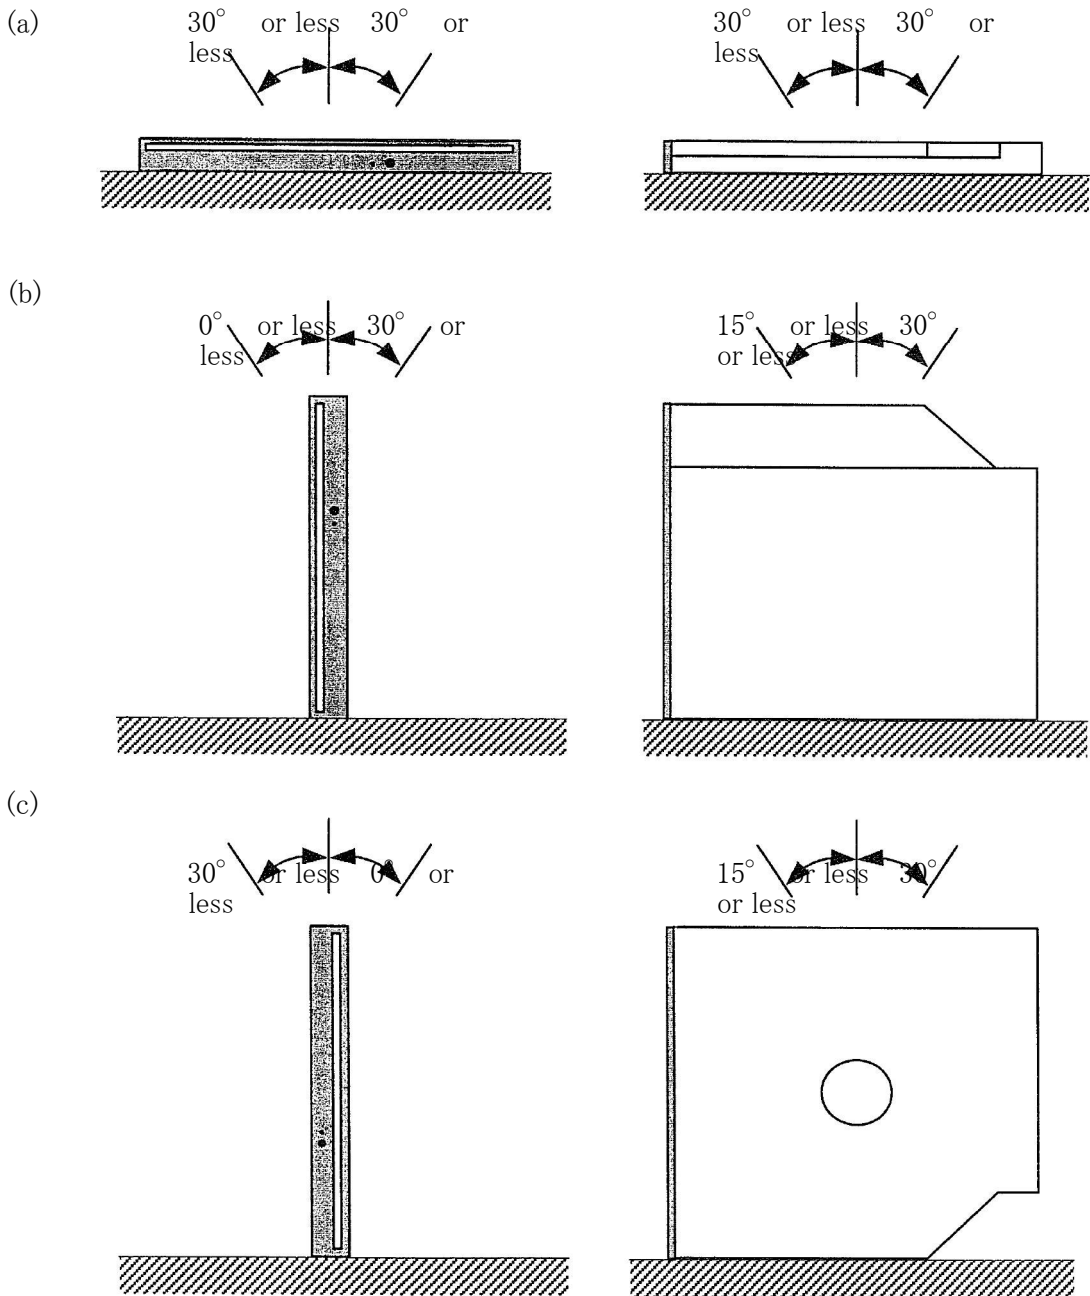 (a)
30° or less 30° or
less
30° or less 30° or
less
(b)
0° or less 30° or
less
15° or less 30°
or less
(c)
30° or less 0° or
less
15° or less 30°
or less